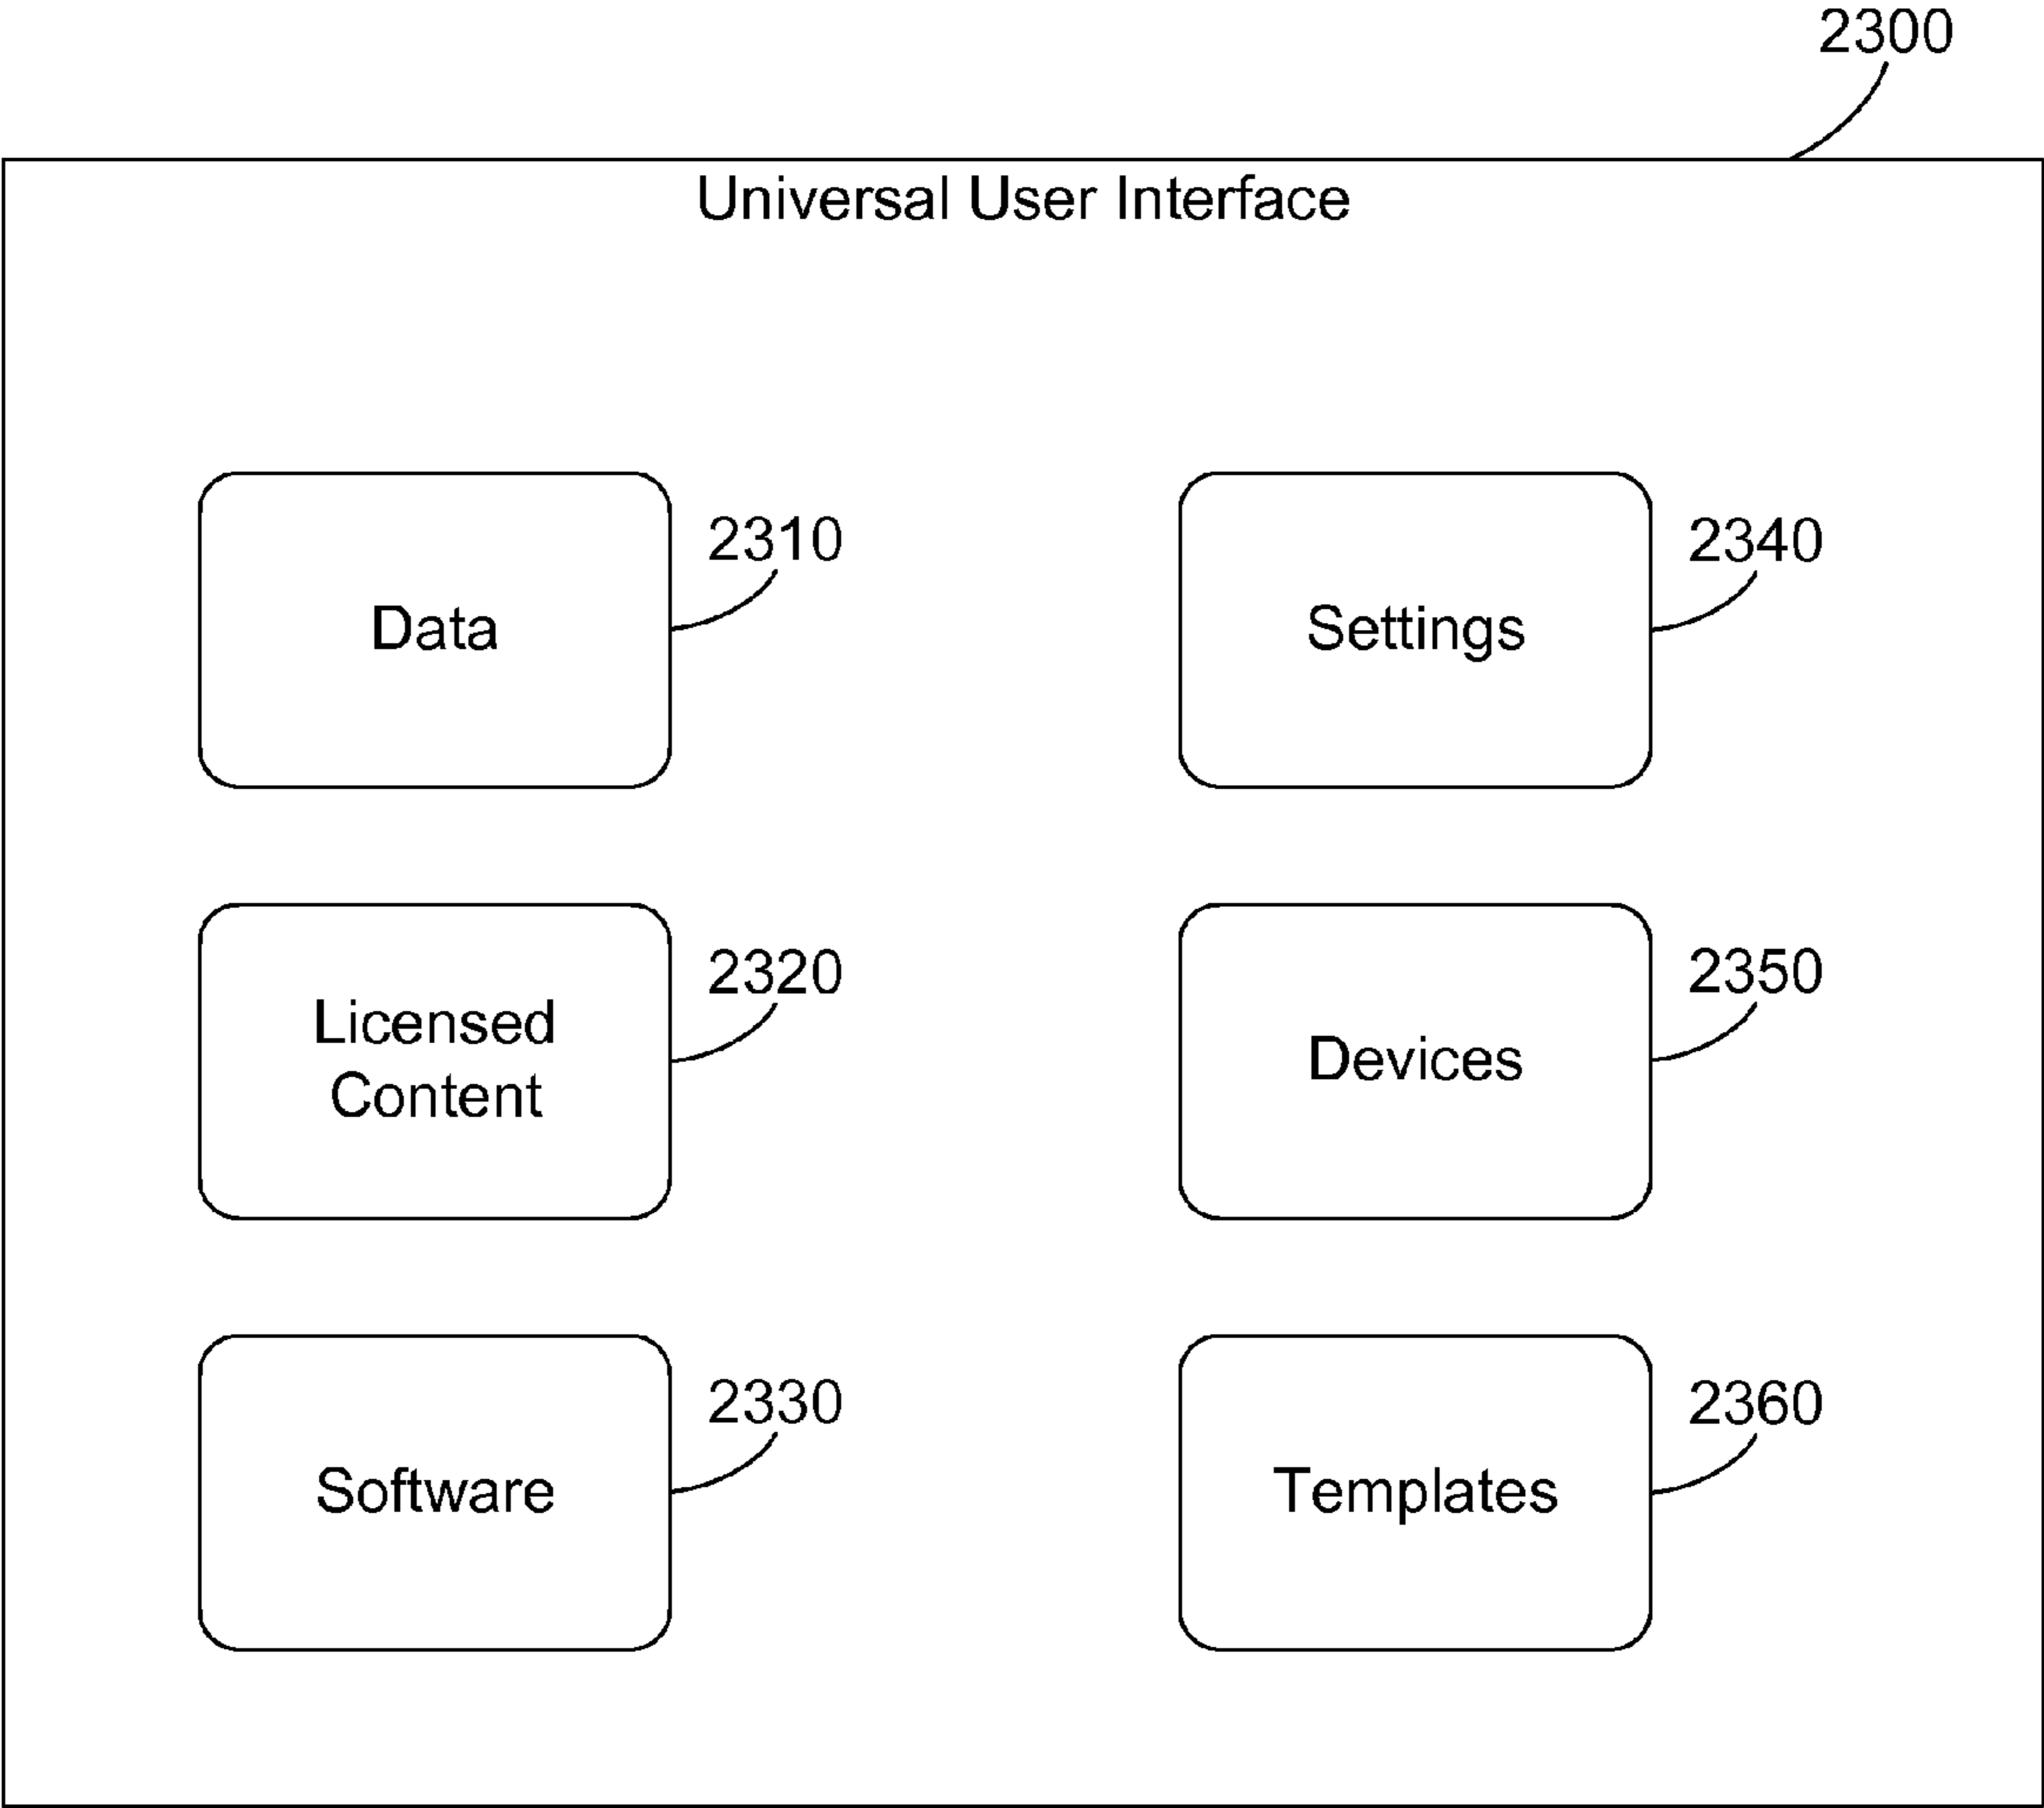 2300
Universal User Interface
2310
Data
2340
Settings
2320
Licensed
Content
2350
Devices
2330
Software
2360
Templates